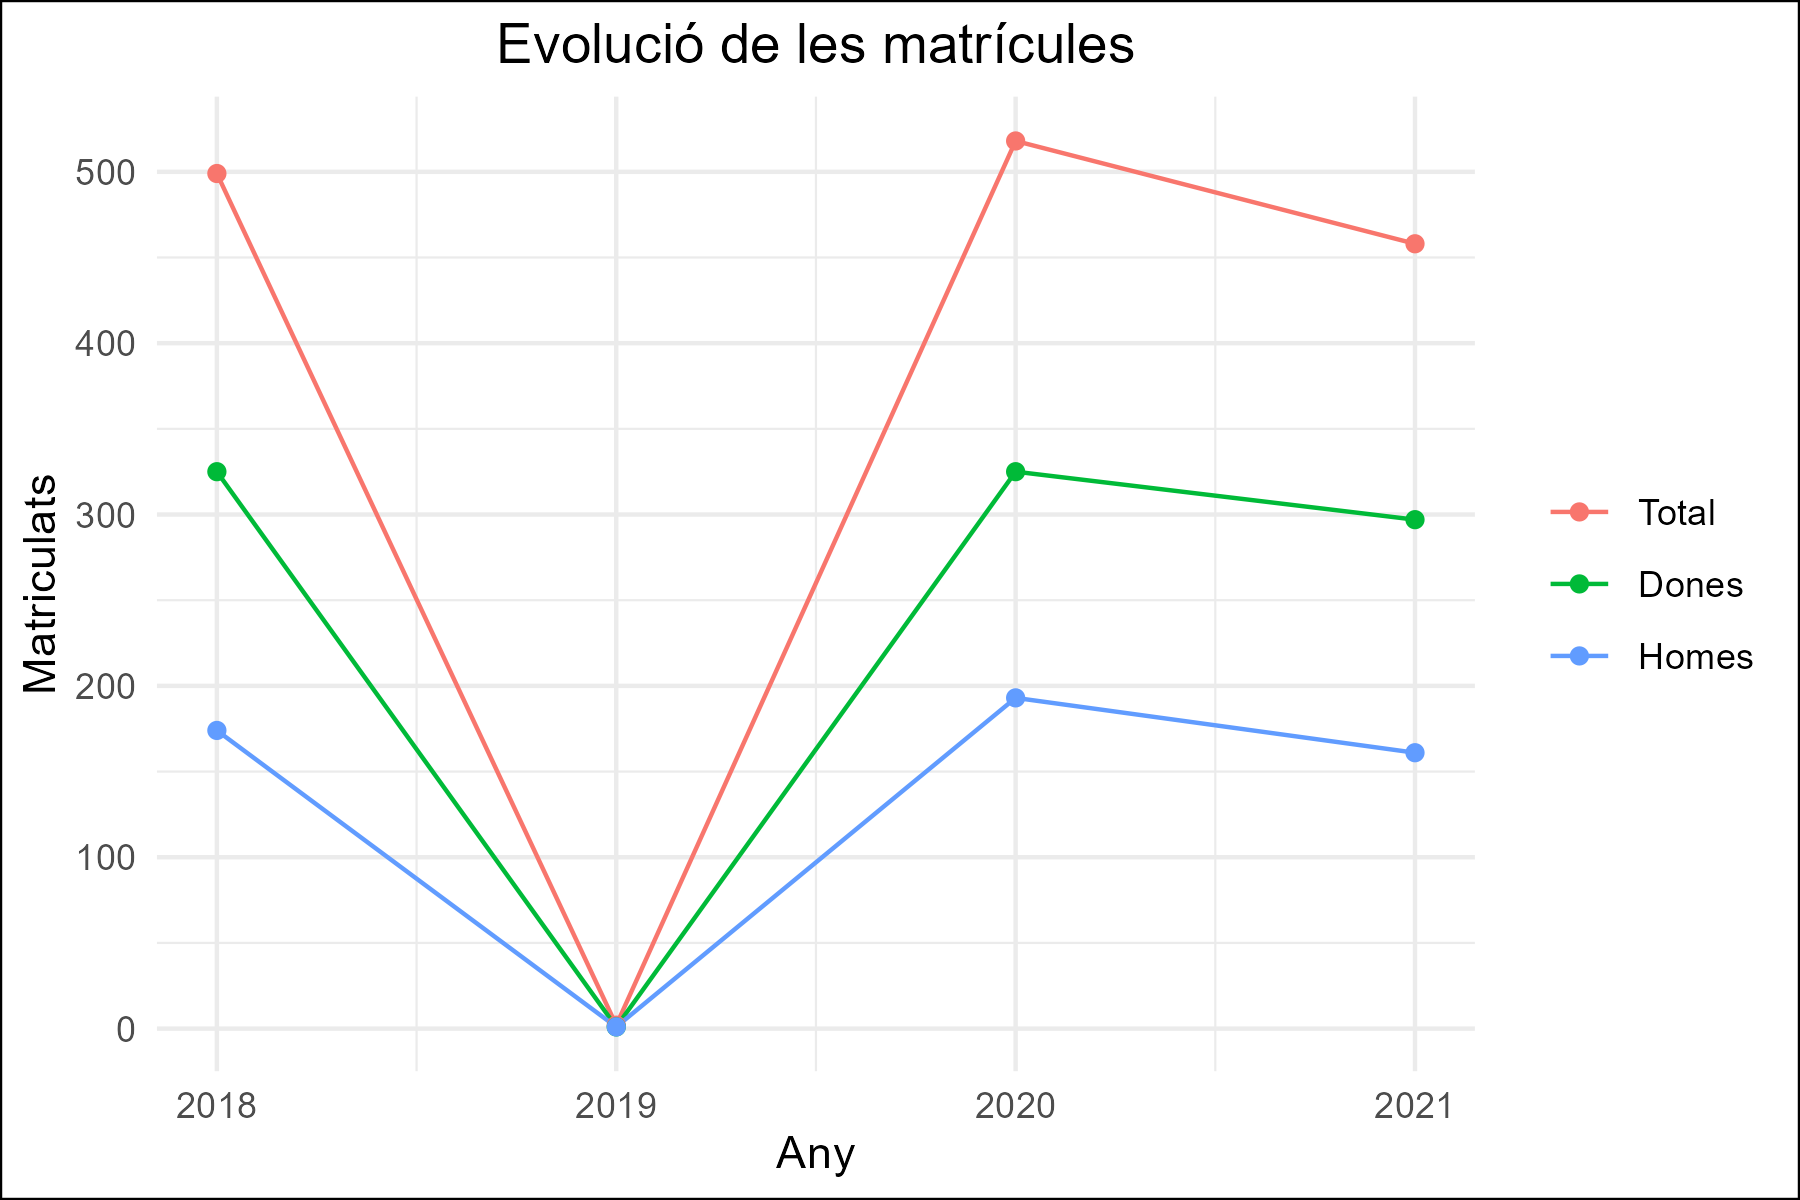 Evolució de les matrícules
Matriculats
500
400
300
200
100
0
2018
2019
2020
2021
Any
Total
Dones
Homes